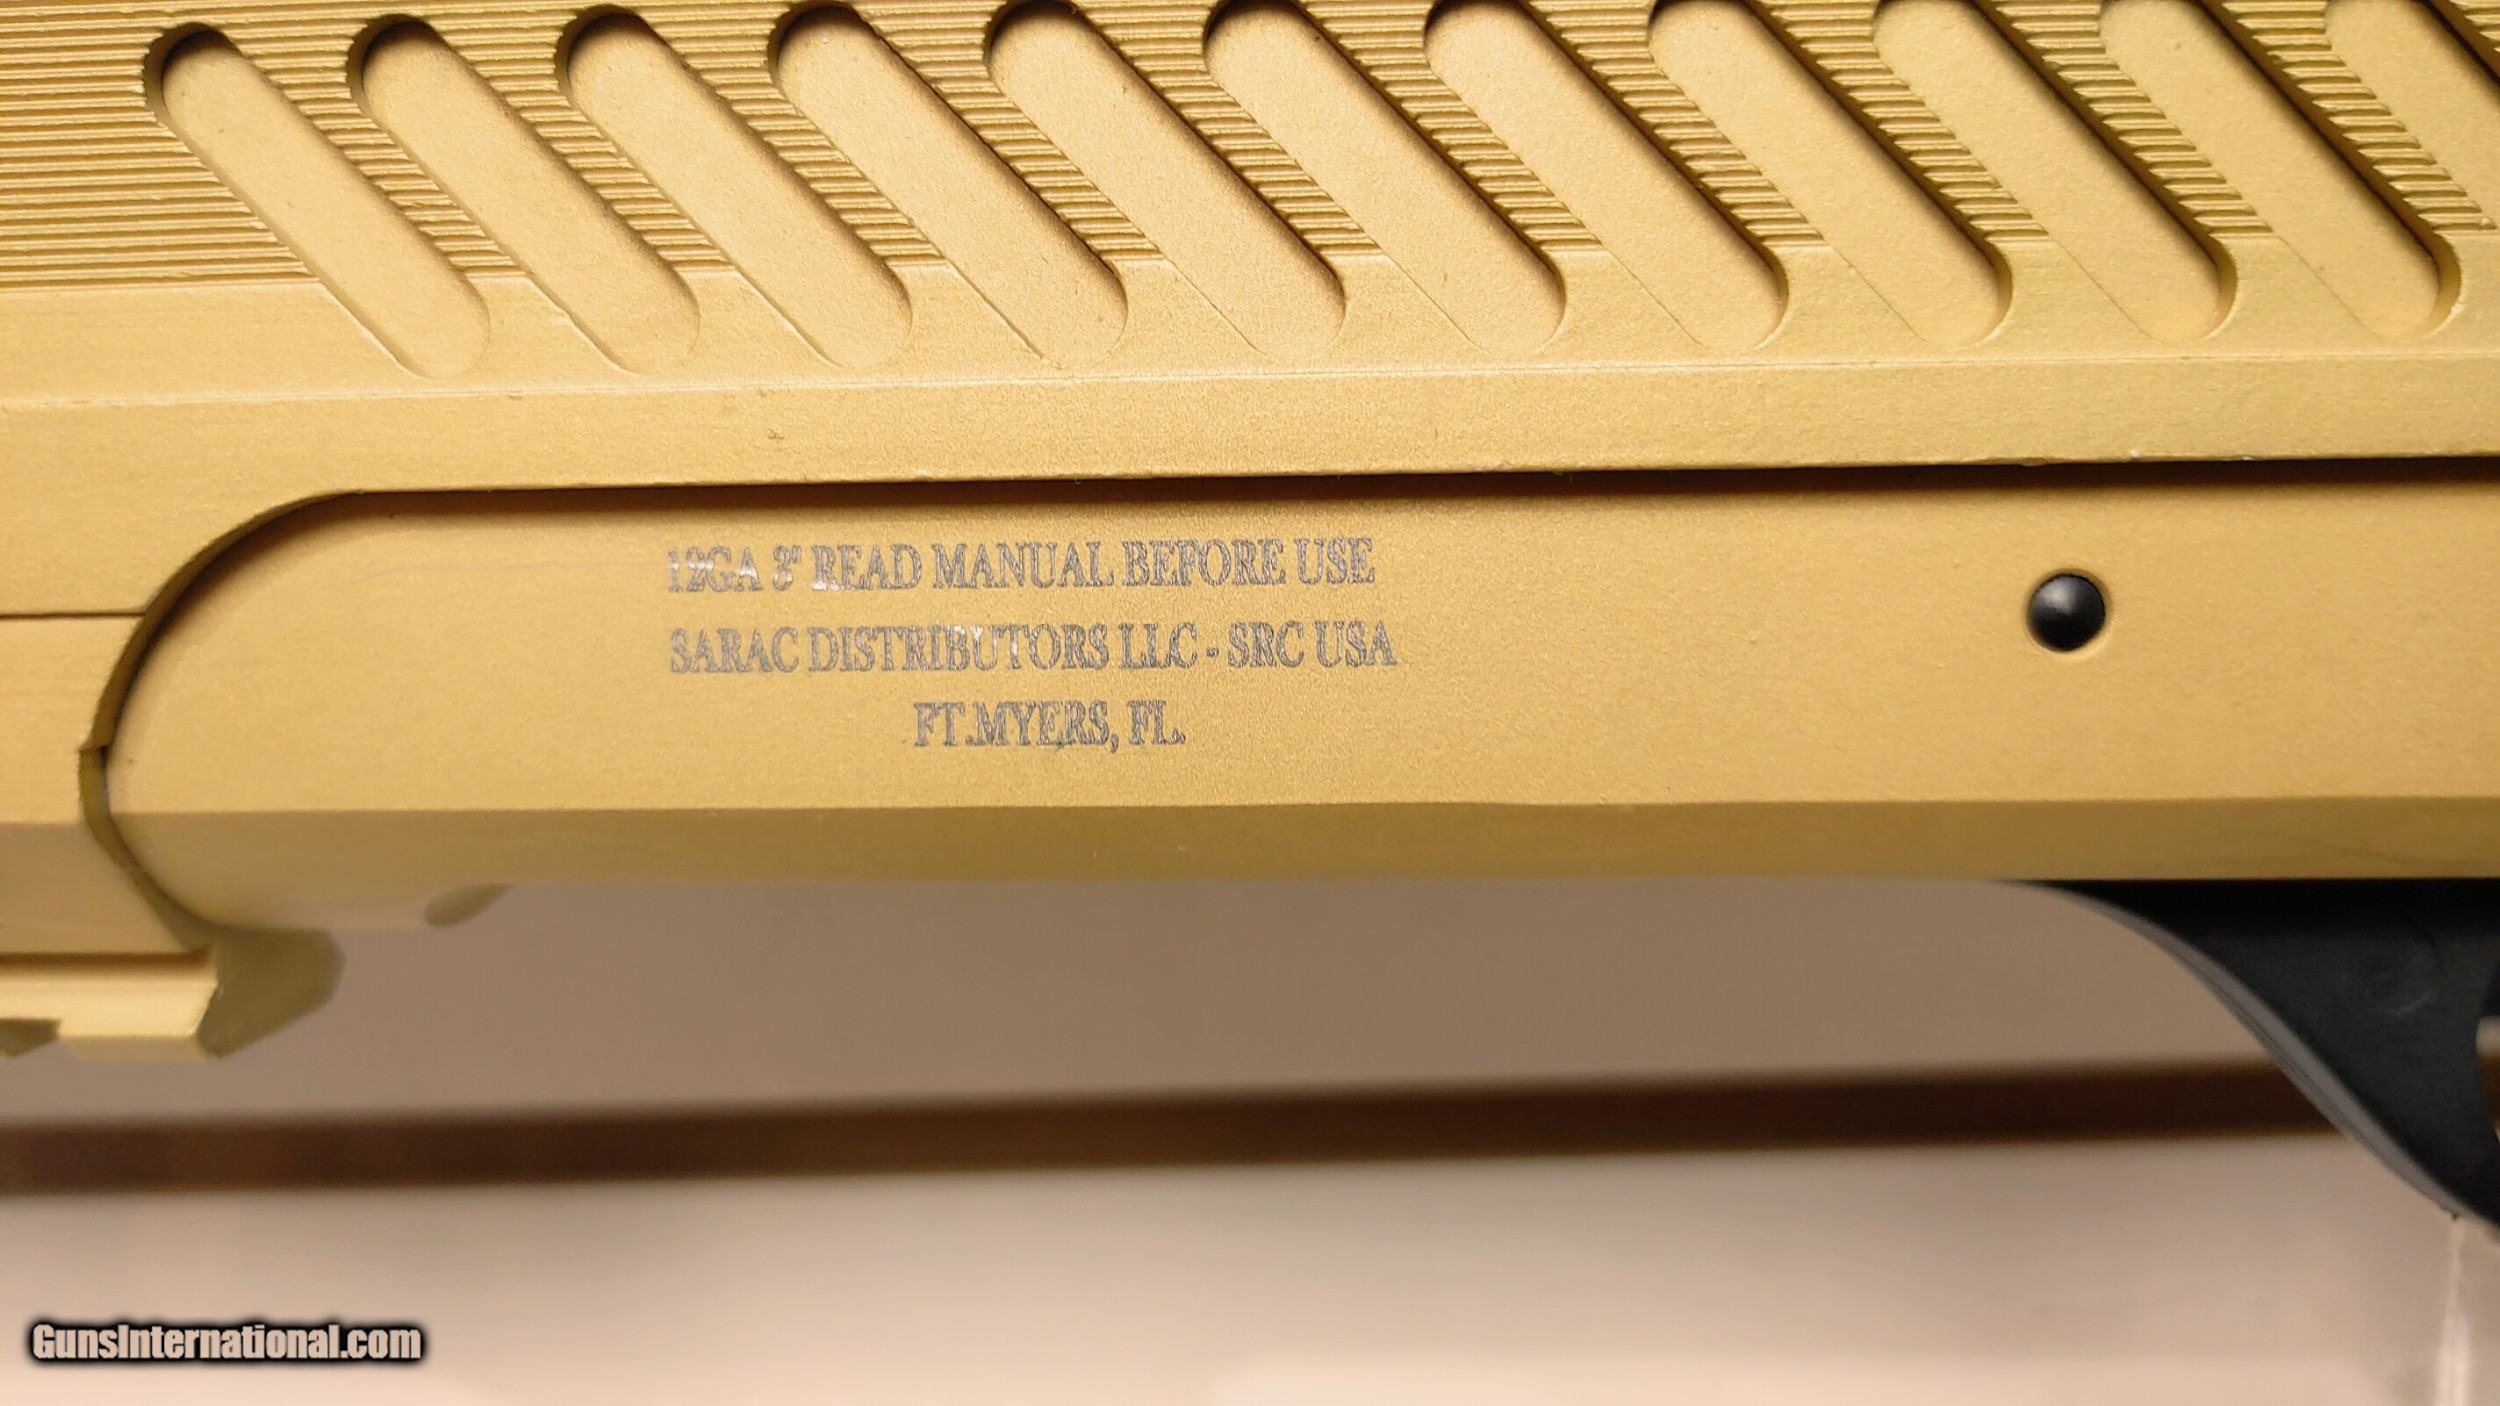 12GA 3" READ MANUAL BEFORE USE
SARAC DISTRIBUTORS LLC - SRC USA
FT.MYERS, FL.
GunsInternational.com